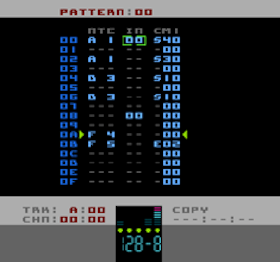 PATTERN:00
NTC IN CM1
00 A 1 00 S40
01 --- -- -00
02 A 1 -- S30
03 --- -- -00
04 B 3 -- S10
05 --- -- -00
06 B 3 -- S10
07 --- -- -00
08 --- 00 -00
09 --- -- -00
0A F 4 -- -00
0B F 5 -- E02
0C --- -- -00
0D --- -- -00
0E --- -- -00
0F --- -- -00
TRK: A:00 COPY
CHN:00:00 ---:--:--
128-8